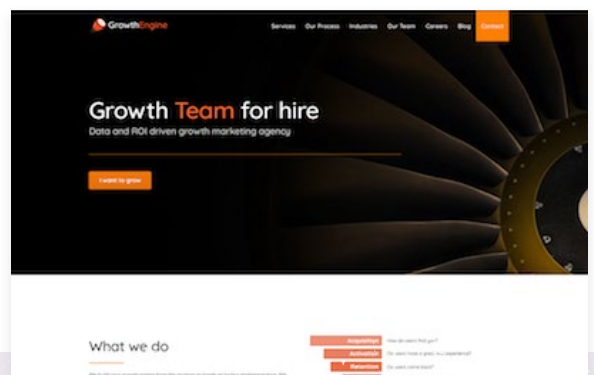 GrowthEngine
Services Our Process Industries Our Team Careers Blog Contact
Growth Team for hire
Data and ROI driven growth marketing agency
I want to grow
What we do
Acquisition How do users find you?
Activation Do users have a great experience?
Retention Do users come back?